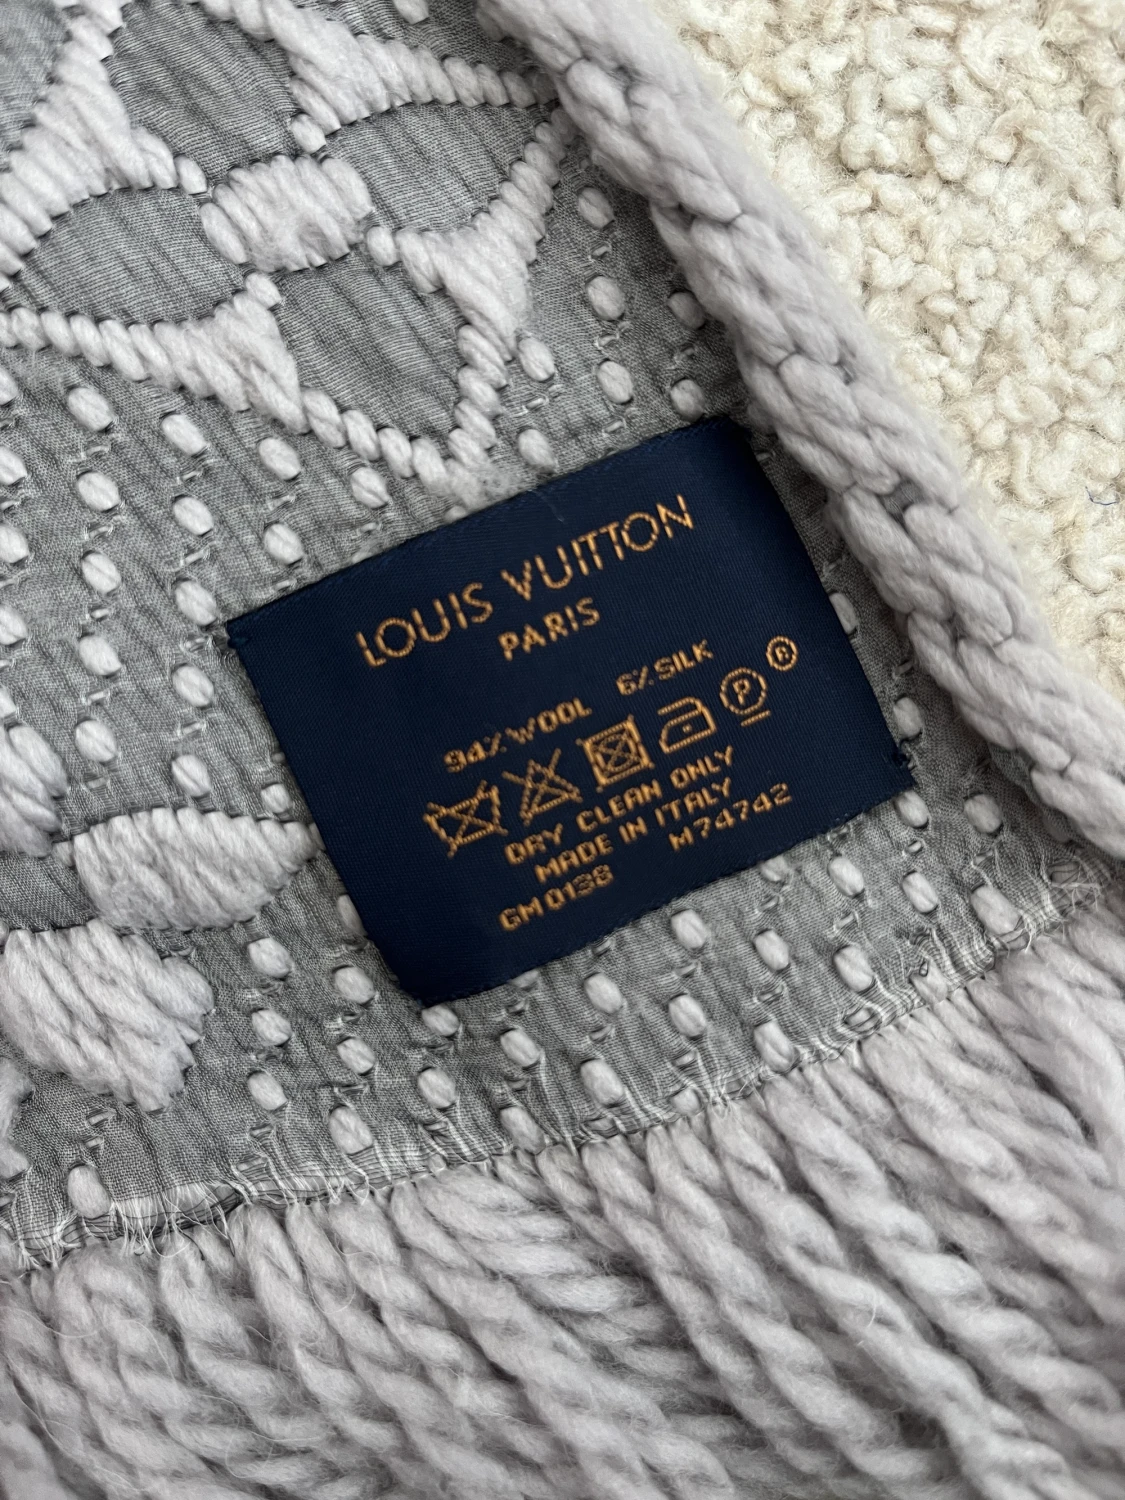 LOUIS VUITTON
PARIS
94% WOOL 6% SILK
P ®
DRY CLEAN ONLY
MADE IN ITALY
GM0138 M74742